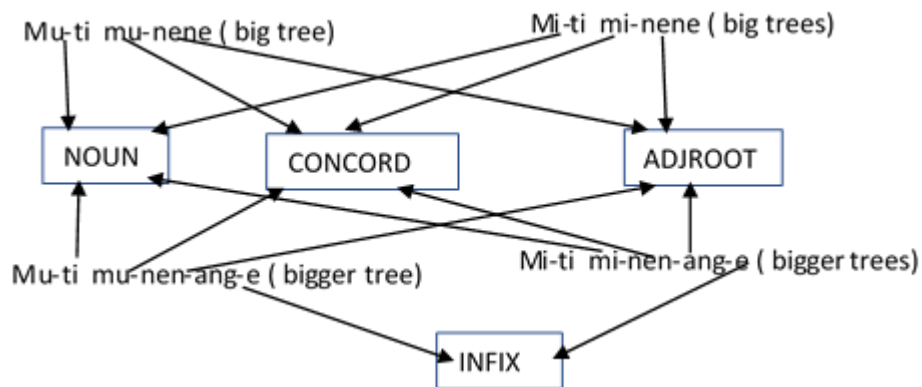 Mu-ti mu-nene ( big tree)
Mi-ti mi-nene ( big trees)
NOUN
CONCORD
ADJROOT
Mu-ti mu-nen-ang-e ( bigger tree)
Mi-ti mi-nen-ang-e ( bigger trees)
INFIX